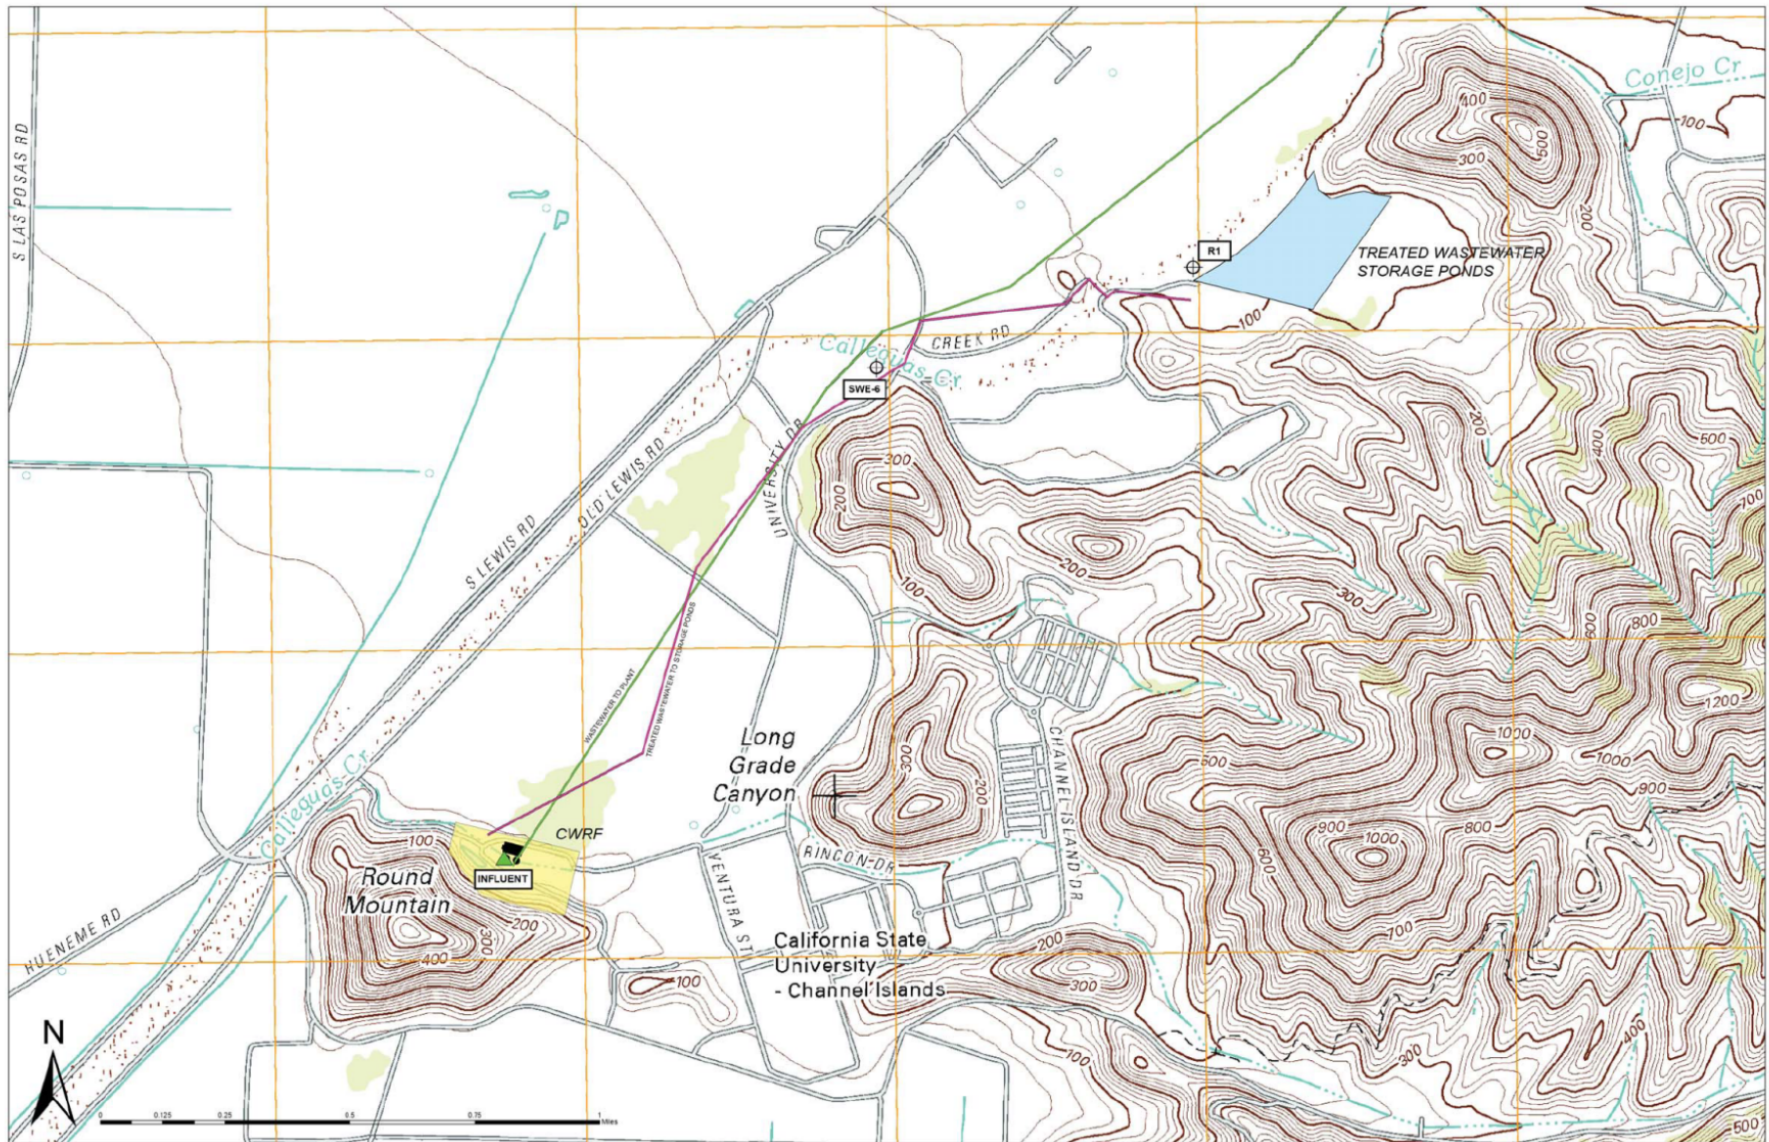 Conejo Cr
400
500
300
100
200
S LAS POSAS RD
R1
TREATED WASTEWATER
STORAGE PONDS
100
CREEK RD
Calleguas Cr
SWE-6
UNIVERSITY DR
OLD LEWIS RD
S LEWIS RD
300
200
200
100
200
400
500
700
300
600
800
1200
1000
1000
900
WASTEWATER TO PLANT
TREATED WASTEWATER TO STORAGE PONDS
Long
Grade
Canyon
300
200
CHANNEL ISLAND DR
500
900
1000
800
600
700
Calleguas Cr
CWRF
INFLUENT
100
Round
Mountain
200
300
400
RINCON DR
VENTURA ST
HUENEME RD
California State
University
- Channel Islands
200
300
100
100
300
400
500
N
0
0.125
0.25
0.5
0.75
1
Miles